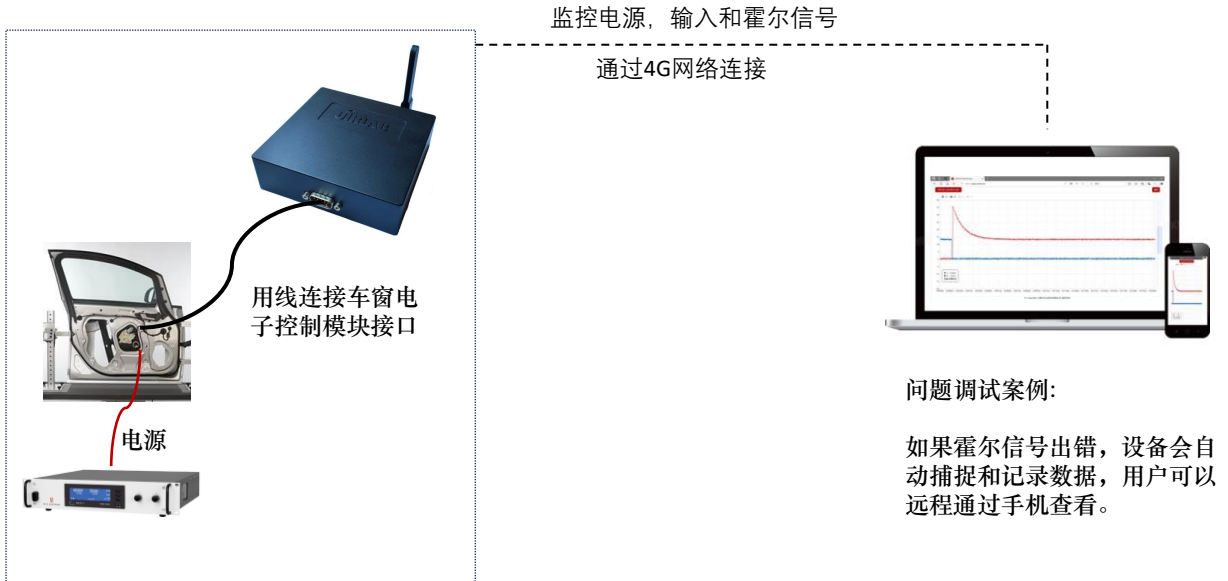 监控电源，输入和霍尔信号
通过4G网络连接
用线连接车窗电
子控制模块接口
电源
问题调试案例:
如果霍尔信号出错，设备会自
动捕捉和记录数据，用户可以
远程通过手机查看。